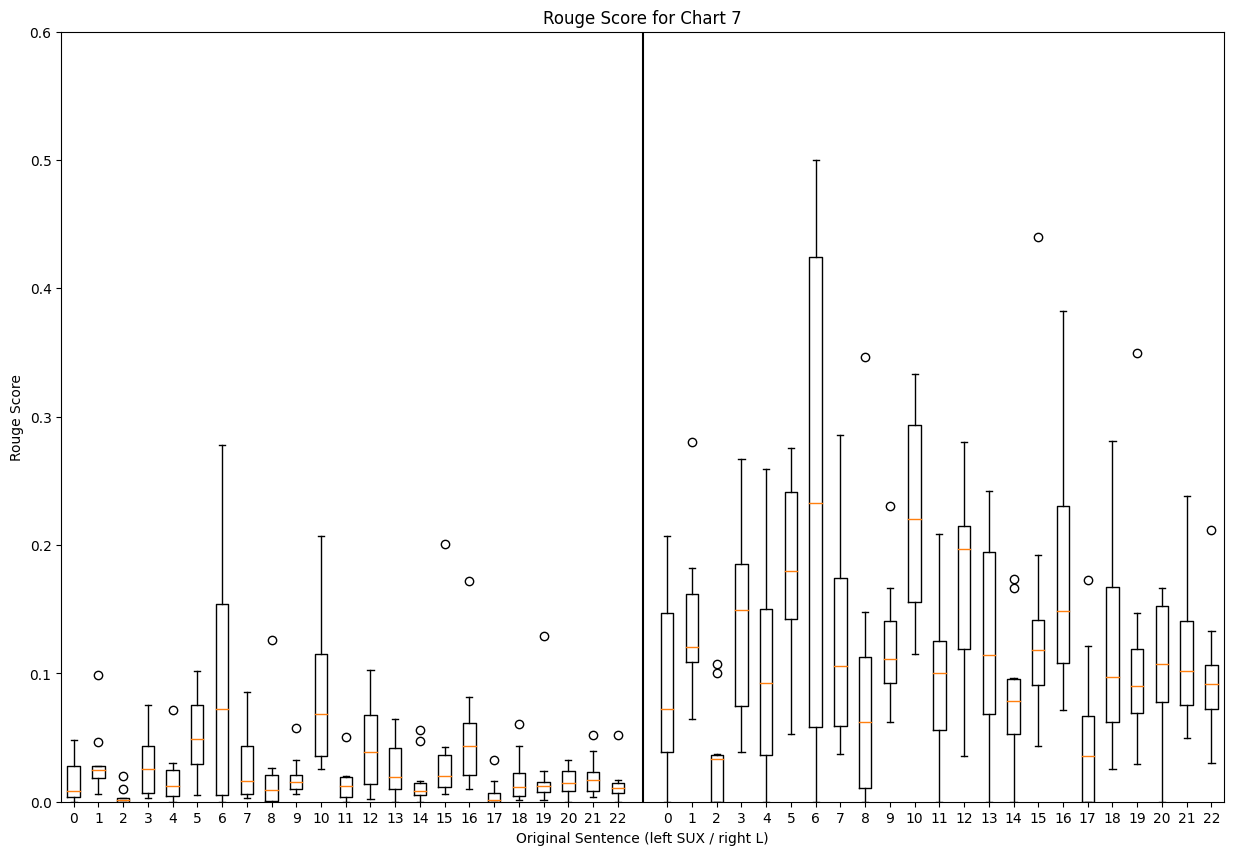 Rouge Score for Chart 7
Rouge Score
0.6
0.5
0.4
0.3
0.2
0.1
0.0
0 1 2 3 4 5 6 7 8 9 10 11 12 13 14 15 16 17 18 19 20 21 22 0 1 2 3 4 5 6 7 8 9 10 11 12 13 14 15 16 17 18 19 20 21 22
Original Sentence (left SUX / right L)